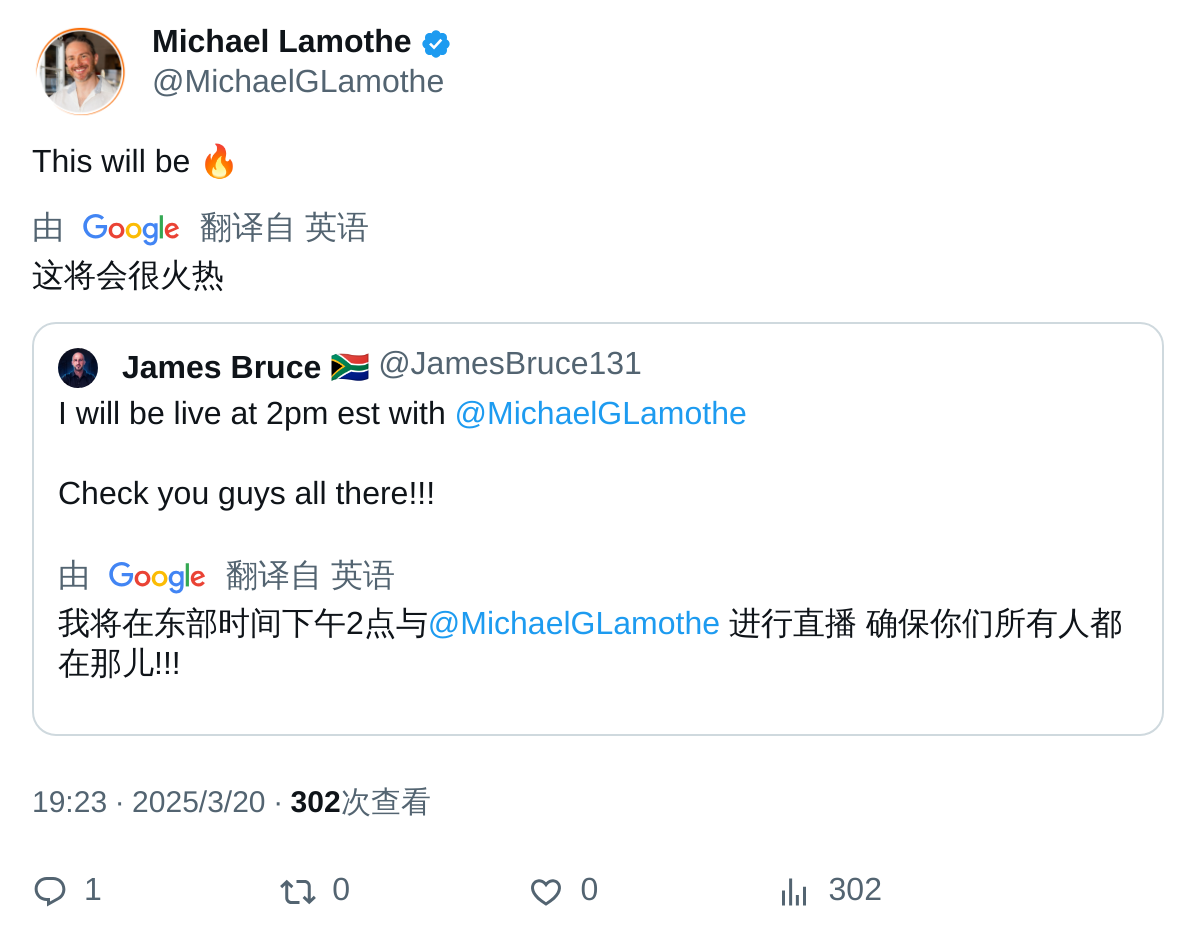 Michael Lamothe
@MichaelGLamothe
This will be 🔥
由 Google 翻译自 英语
这将会很火热
James Bruce 🇿🇦 @JamesBruce131
I will be live at 2pm est with @MichaelGLamothe
Check you guys all there!!!
由 Google 翻译自 英语
我将在东部时间下午2点与@MichaelGLamothe 进行直播 确保你们所有人都
在那儿!!!
19:23 · 2025/3/20 · 302次查看
1 0 0 302